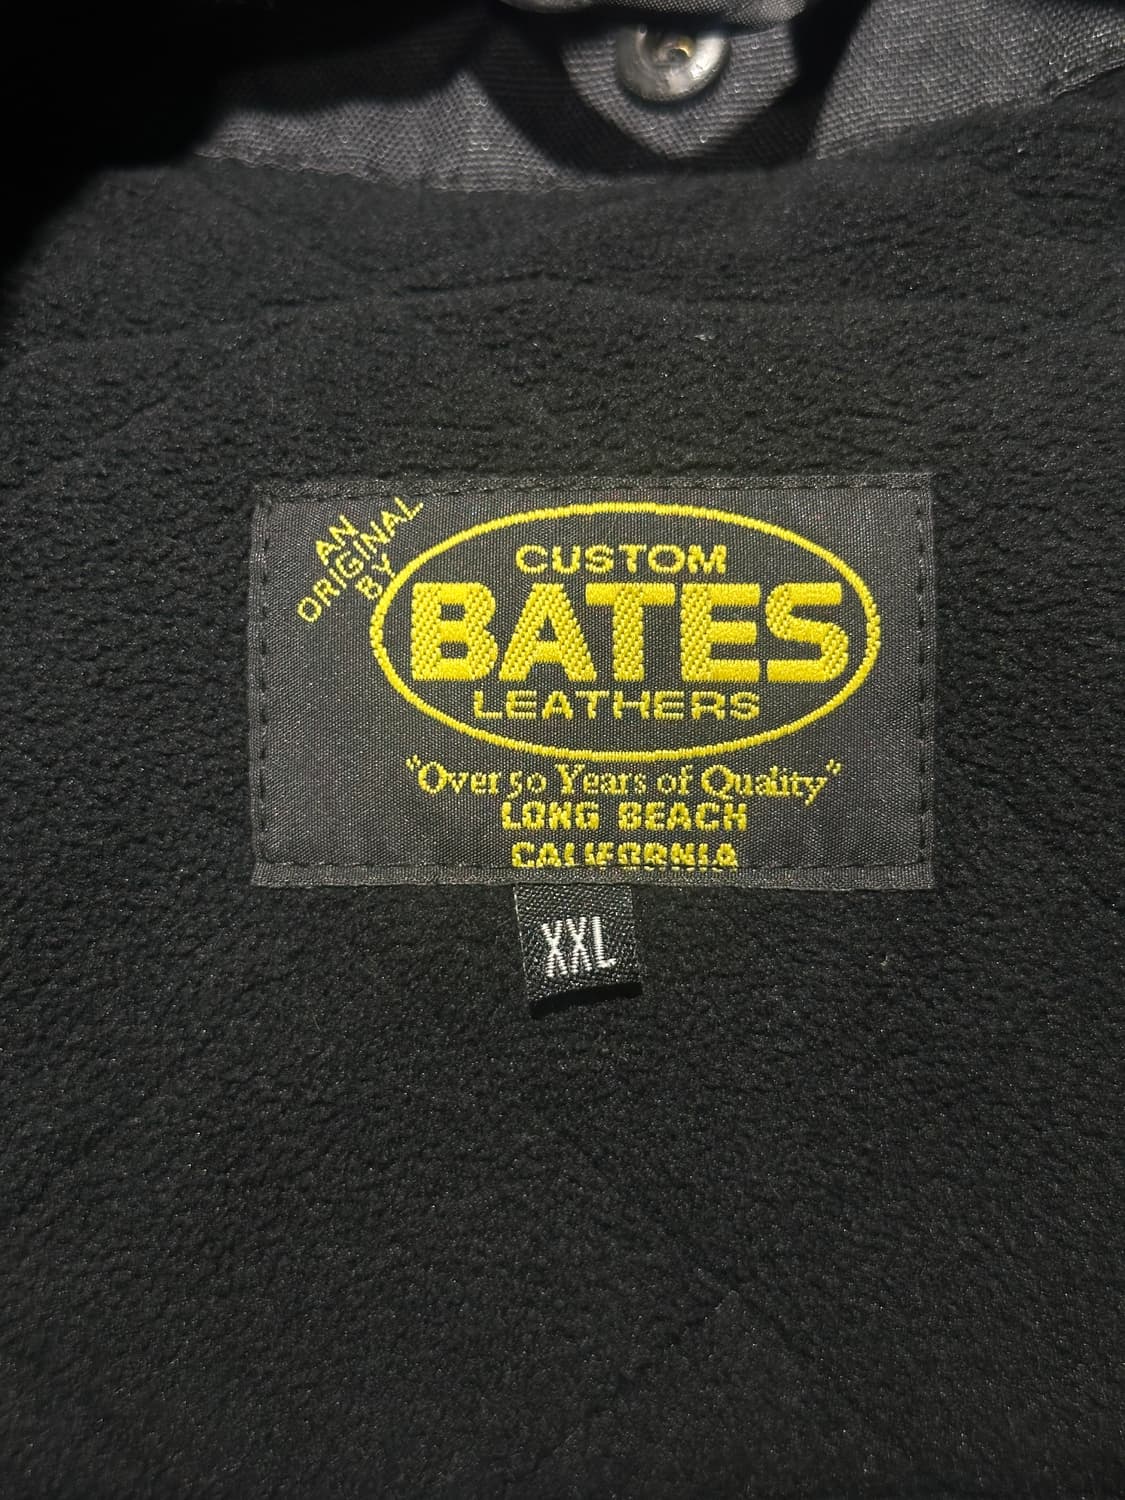 AN
ORIGINAL
BY
CUSTOM
BATES
LEATHERS
"Over 50 Years of Quality"
LONG BEACH
CALIFORNIA
XXL